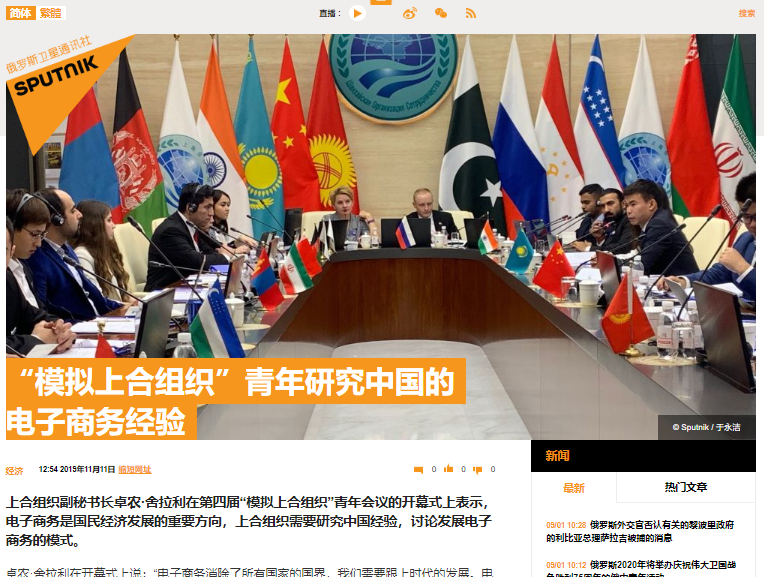 简体 繁體
直播：
搜索
俄罗斯卫星通讯社
SPUTNIK
“模拟上合组织”青年研究中国的
电子商务经验
© Sputnik / 于永洁
经济 12:54 2019年11月11日 缩短网址
0 0 0
上合组织副秘书长卓农·舍拉利在第四届“模拟上合组织”青年会议的开幕式上表示，
电子商务是国民经济发展的重要方向，上合组织需要研究中国经验，讨论发展电子
商务的模式。
卓农·舍拉利在开幕式上说：“电子商务消除了所有国家的国界，我们需要跟上时代的发展。电
新闻
最新 热门文章
09/01 10:28 俄罗斯外交官否认有关的黎波里政府
的利比亚总理萨拉吉被捕的消息
09/01 10:12 俄罗斯2020年将举办庆祝伟大卫国战